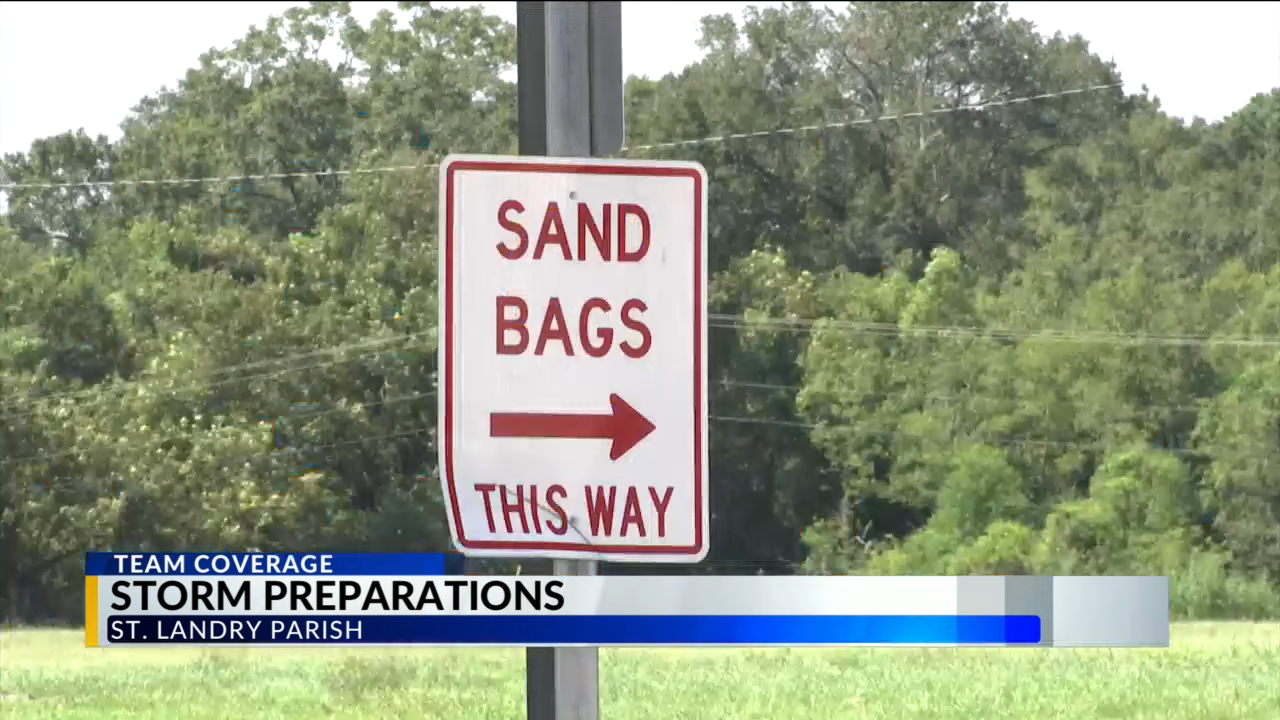 SAND
BAGS
THIS WAY
TEAM COVERAGE
STORM PREPARATIONS
ST. LANDRY PARISH